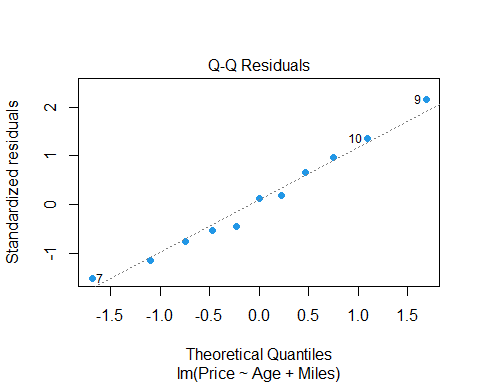 Q-Q Residuals
Standardized residuals
2
1
0
-1
9
10
7
-1.5 -1.0 -0.5 0.0 0.5 1.0 1.5
Theoretical Quantiles
lm(Price ~ Age + Miles)